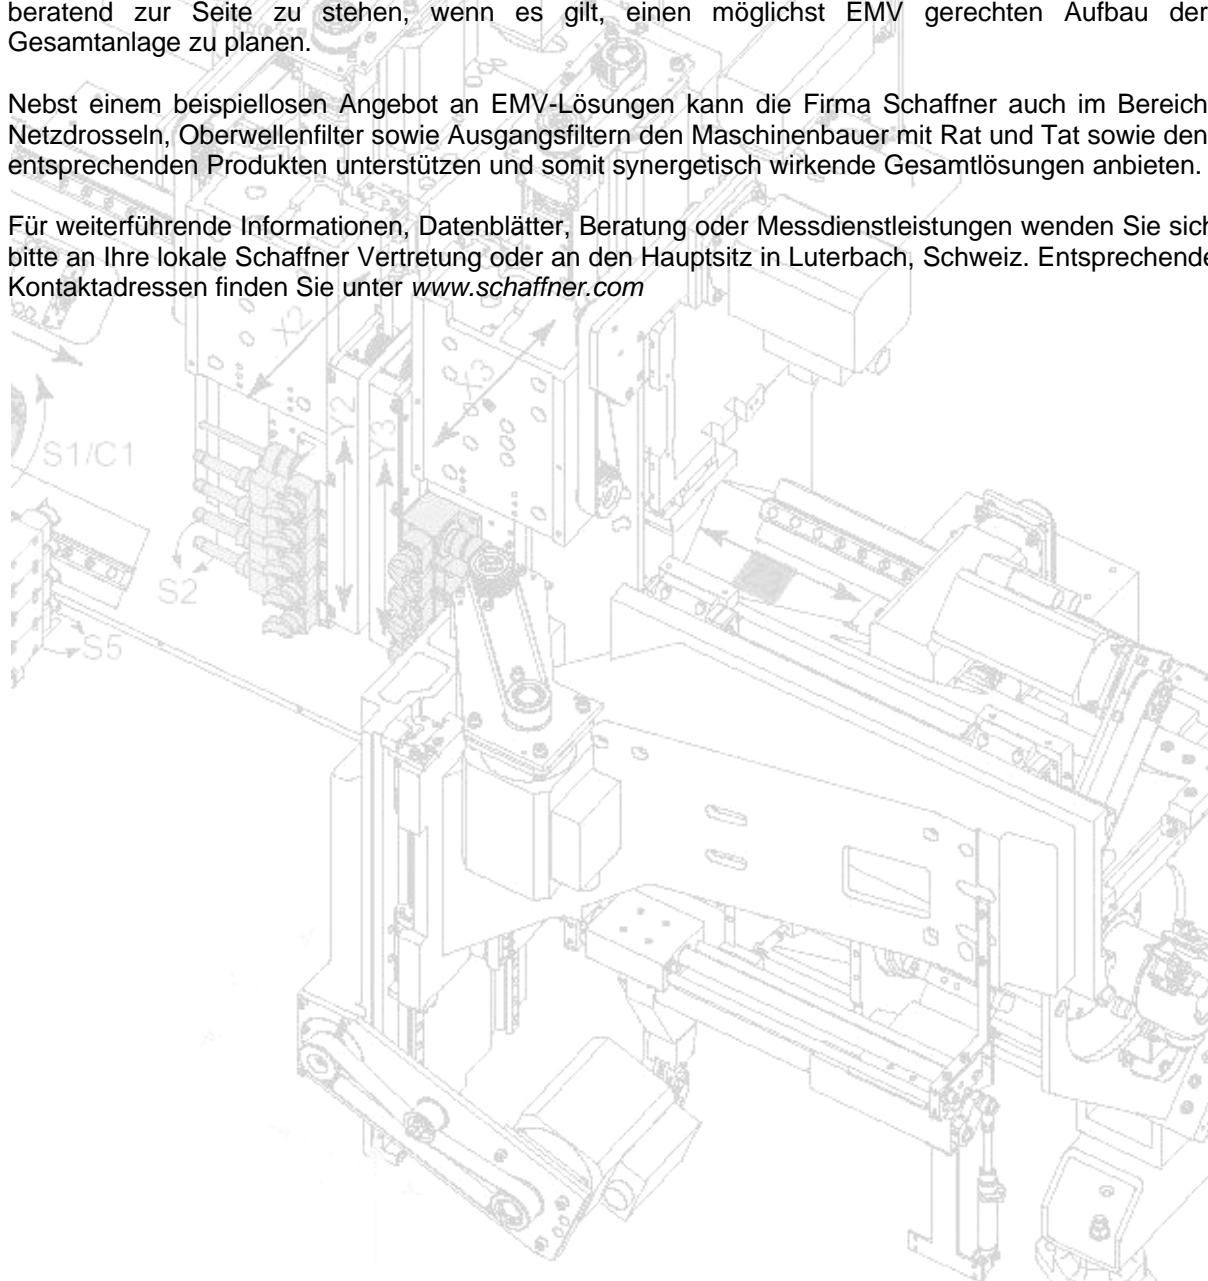 beratend zur Seite zu stehen, wenn es gilt, einen möglichst EMV gerechten Aufbau der
Gesamtanlage zu planen.
Nebst einem beispiellosen Angebot an EMV-Lösungen kann die Firma Schaffner auch im Bereich
Netzdrosseln, Oberwellenfilter sowie Ausgangsfiltern den Maschinenbauer mit Rat und Tat sowie den
entsprechenden Produkten unterstützen und somit synergetisch wirkende Gesamtlösungen anbieten.
Für weiterführende Informationen, Datenblätter, Beratung oder Messdienstleistungen wenden Sie sich
bitte an Ihre lokale Schaffner Vertretung oder an den Hauptsitz in Luterbach, Schweiz. Entsprechende
Kontaktadressen finden Sie unter www.schaffner.com
X2
X3
Y2
Y3
S1/C1
S2
S5